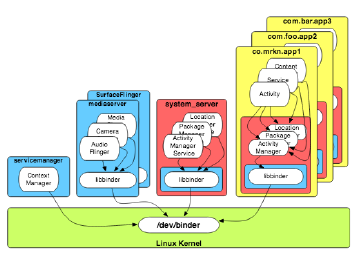 com.bar.app3
com.foo.app2
co.mrkn.app1
Content
Service
Activity
Location
Package
Activity
Manager
libbinder
SurfaceFlinger
mediaserver
Media
Camera
Audio
Flinger
libbinder
system_server
Location
Package
Activity
Manager
Service
libbinder
servicemanager
Context
Manager
/dev/binder
Linux Kernel